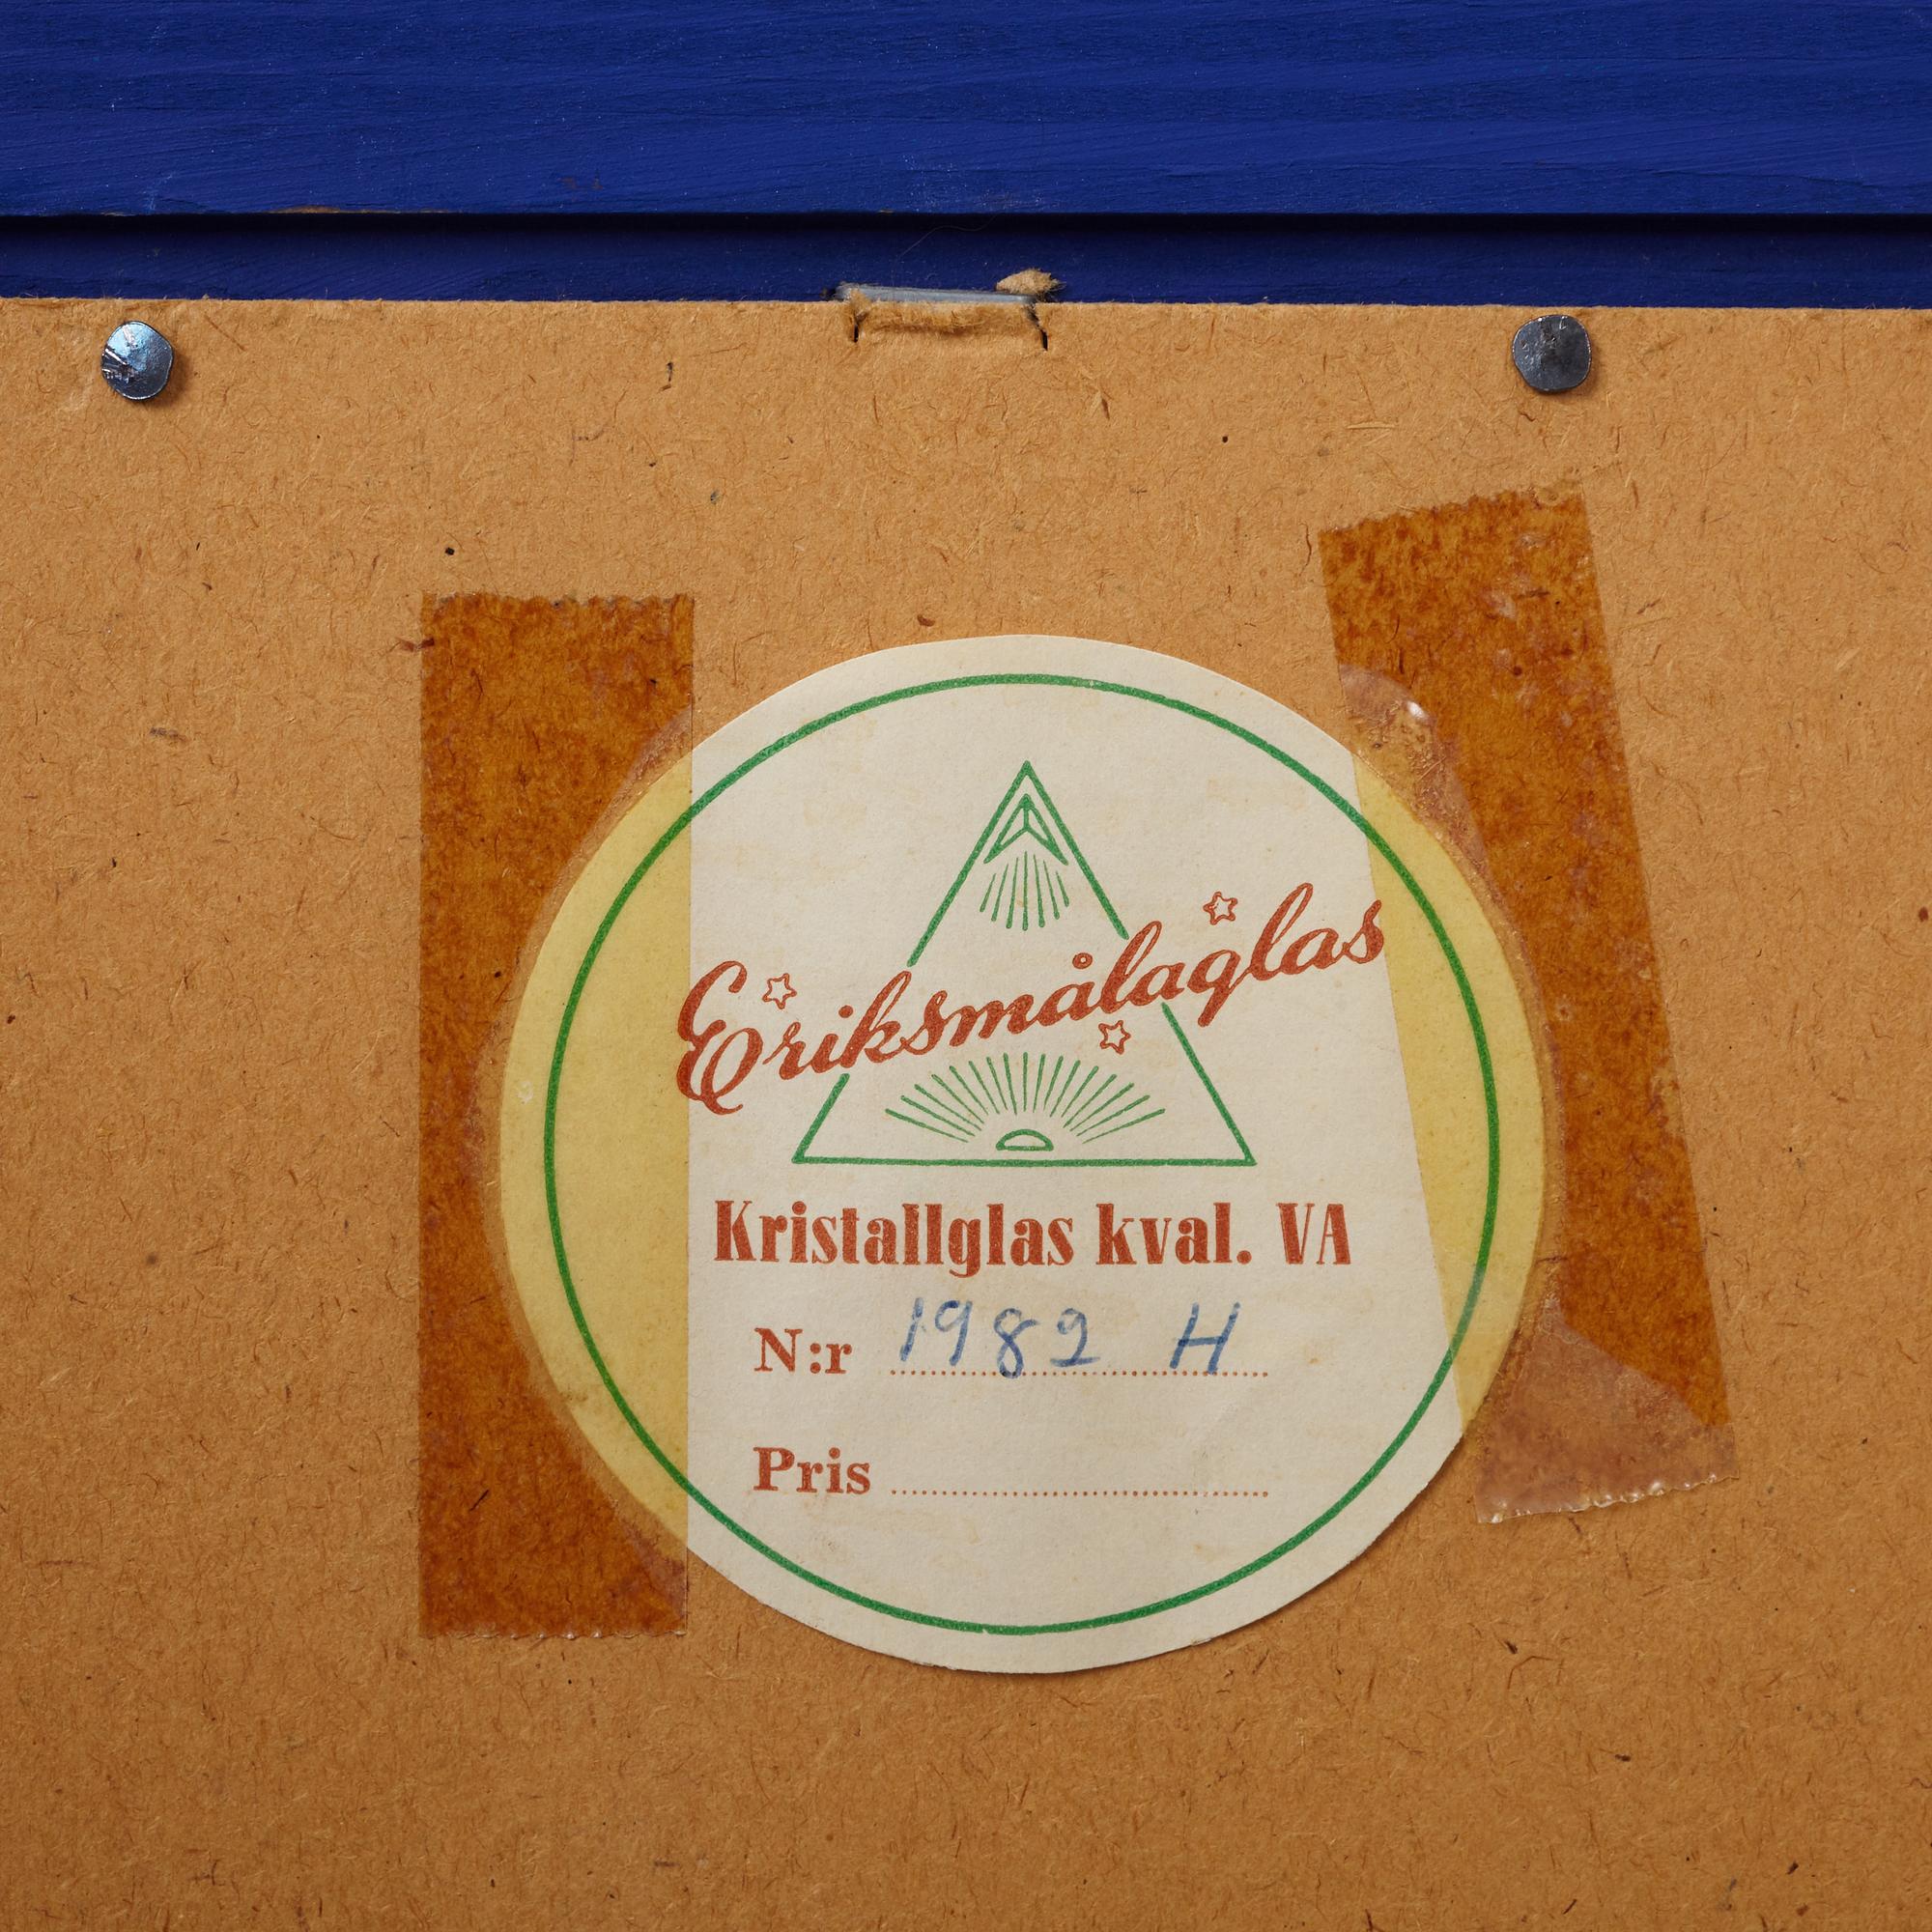 Eriksmålaglas
Kristallglas kval. VA
N:r 1982 H
Pris